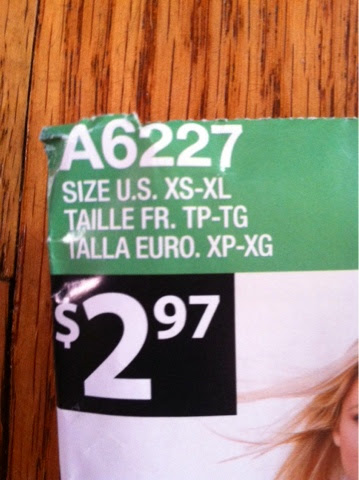 A6227
SIZE U.S. XS-XL
TAILLE FR. TP-TG
TALLA EURO. XP-XG
$2 97